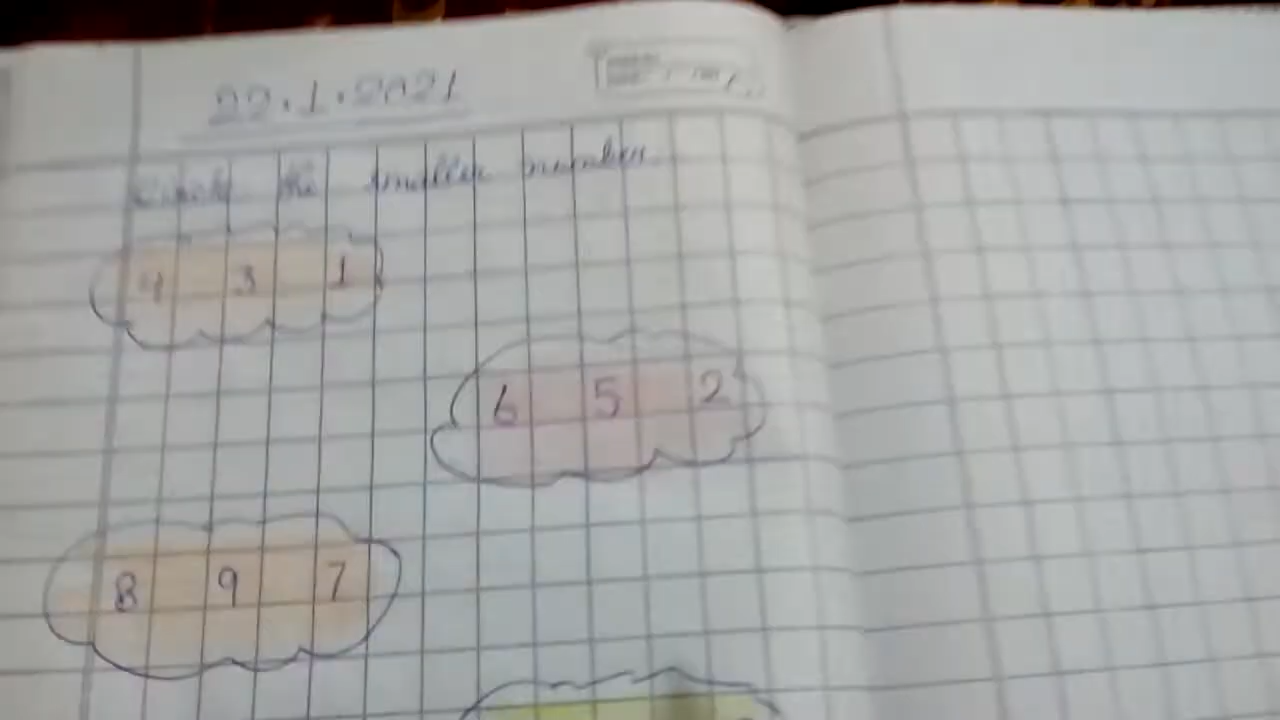 22.1.2021
Circle the smaller number.
4 3 1
6 5 2
8 9 7